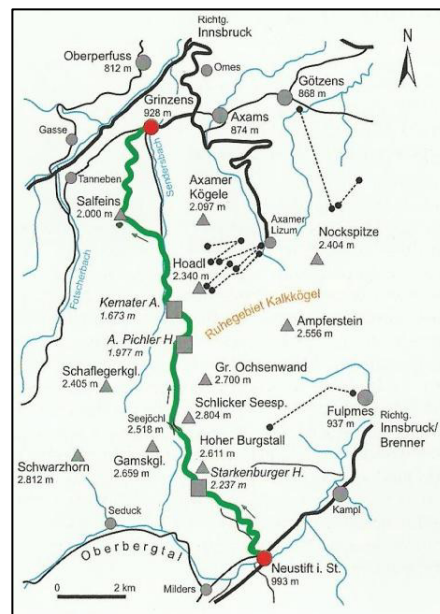 Richtg.
Innsbruck
N
Oberperfuss
812 m
Omes
Götzens
868 m
Grinzens
928 m
Axams
874 m
Gasse
Sendersbach
Tanneben
Salfeins
2.000 m
Axamer
Kögele
2.097 m
Axamer
Lizum
Nockspitze
2.404 m
Fotscherbach
Hoadl
2.340 m
Kemater A.
1.673 m
Ruhegebiet Kalkkögel
A. Pichler H.
1.977 m
Ampferstein
2.556 m
Schaflegerkgl.
2.405 m
Gr. Ochsenwand
2.700 m
Schlicker Seesp.
2.804 m
Fulpmes
937 m
Richtg.
Innsbruck/
Brenner
Seejöchl
2.518 m
Hoher Burgstall
2.611 m
Gamskgl.
2.659 m
Schwarzhorn
2.812 m
Starkenburger H.
2.237 m
Seduck
Kampl
Oberbergtal
Neustift i. St.
993 m
Milders
0 2 km